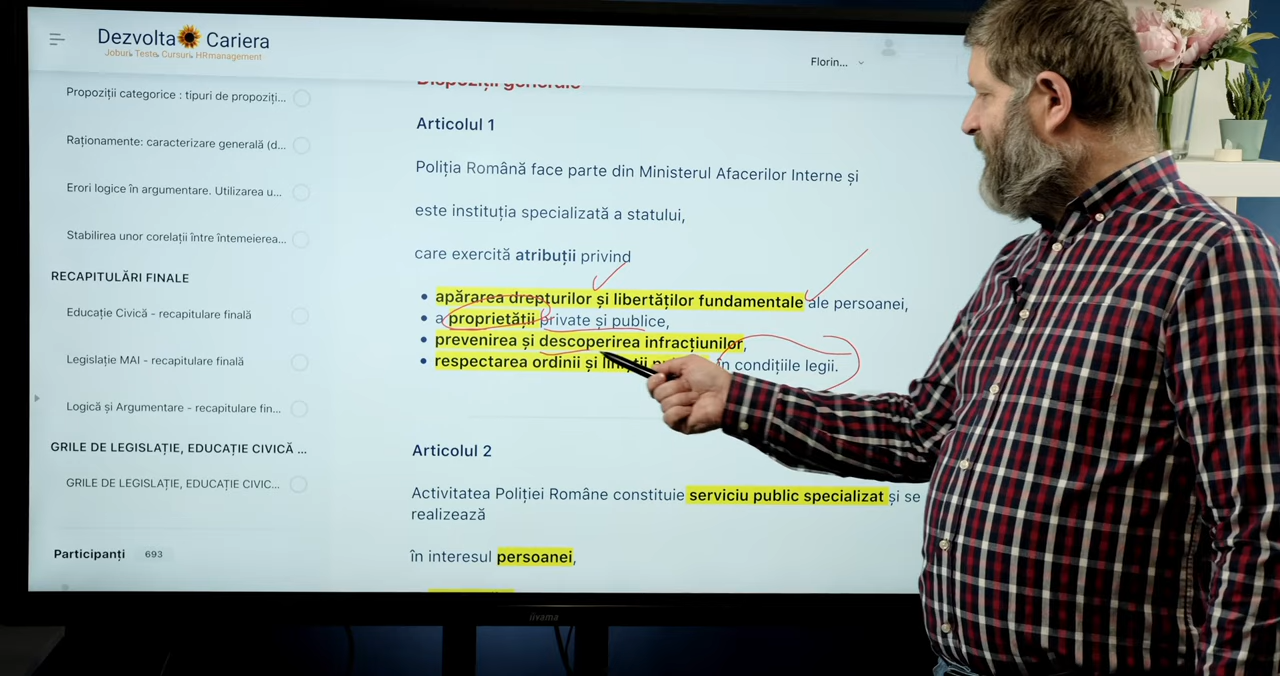 Dezvolta Cariera
Joburi, Teste, Cursuri, HRmanagement
Florin...
Propoziții categorice : tipuri de propoziți...
Raționamente: caracterizare generală (d...
Erori logice în argumentare. Utilizarea u...
Stabilirea unor corelații între întemeierea...
RECAPITULĂRI FINALE
Educație Civică - recapitulare finală
Legislație MAI - recapitulare finală
Logică și Argumentare - recapitulare fin...
GRILE DE LEGISLAȚIE, EDUCAȚIE CIVICĂ ...
GRILE DE LEGISLAȚIE, EDUCAȚIE CIVIC...
Participanți 693
Dispoziții generale
Articolul 1
Poliția Română face parte din Ministerul Afacerilor Interne și
este instituția specializată a statului,
care exercită atribuții privind
• apărarea drepturilor și libertăților fundamentale ale persoanei,
• a proprietății private și publice,
• prevenirea și descoperirea infracțiunilor,
• respectarea ordinii și în condițiile legii.
Articolul 2
Activitatea Poliției Române constituie serviciu public specializat și se
realizează
în interesul persoanei,
iiyama